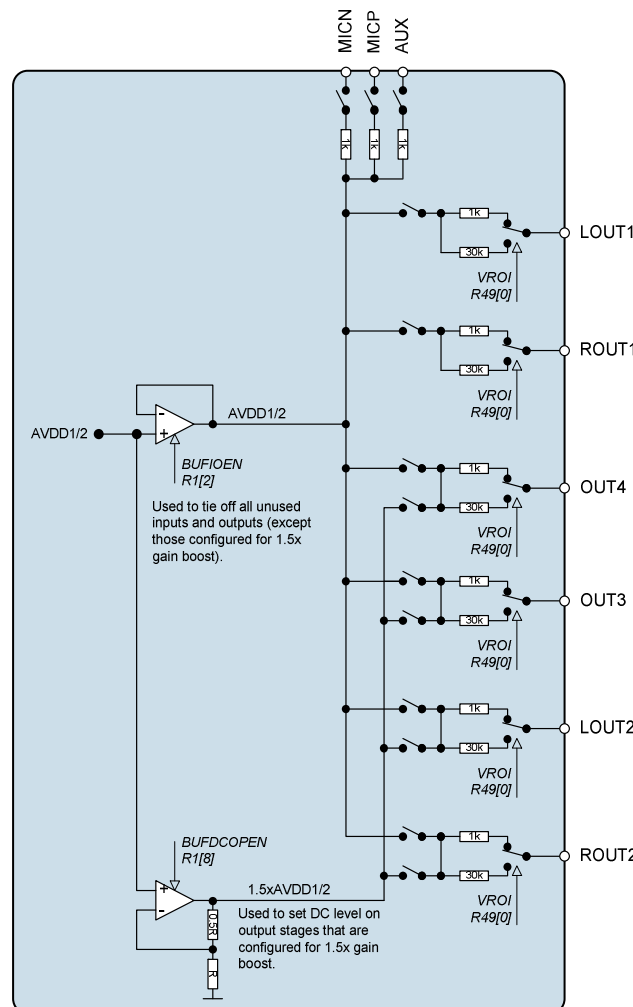 MICN MICP AUX
1k 1k 1k
1k
LOUT1
30k
VROI
R49[0]
1k
ROUT1
30k
VROI
R49[0]
AVDD1/2
AVDD1/2
-
+
BUFIOEN
R1[2]
Used to tie off all unused
inputs and outputs (except
those configured for 1.5x
gain boost).
1k
OUT4
30k
VROI
R49[0]
1k
OUT3
30k
VROI
R49[0]
1k
LOUT2
30k
VROI
R49[0]
1k
ROUT2
30k
VROI
R49[0]
BUFDCOPEN
R1[8]
+
-
1.5xAVDD1/2
Used to set DC level on
output stages that are
configured for 1.5x gain
boost.
0.5R
R